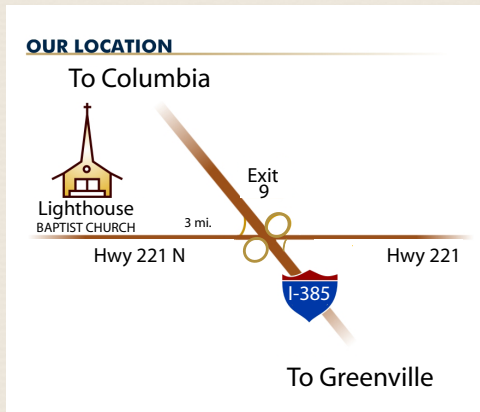 OUR LOCATION
To Columbia
Exit
9
Lighthouse
BAPTIST CHURCH
3 mi.
Hwy 221 N
Hwy 221
I-385
To Greenville